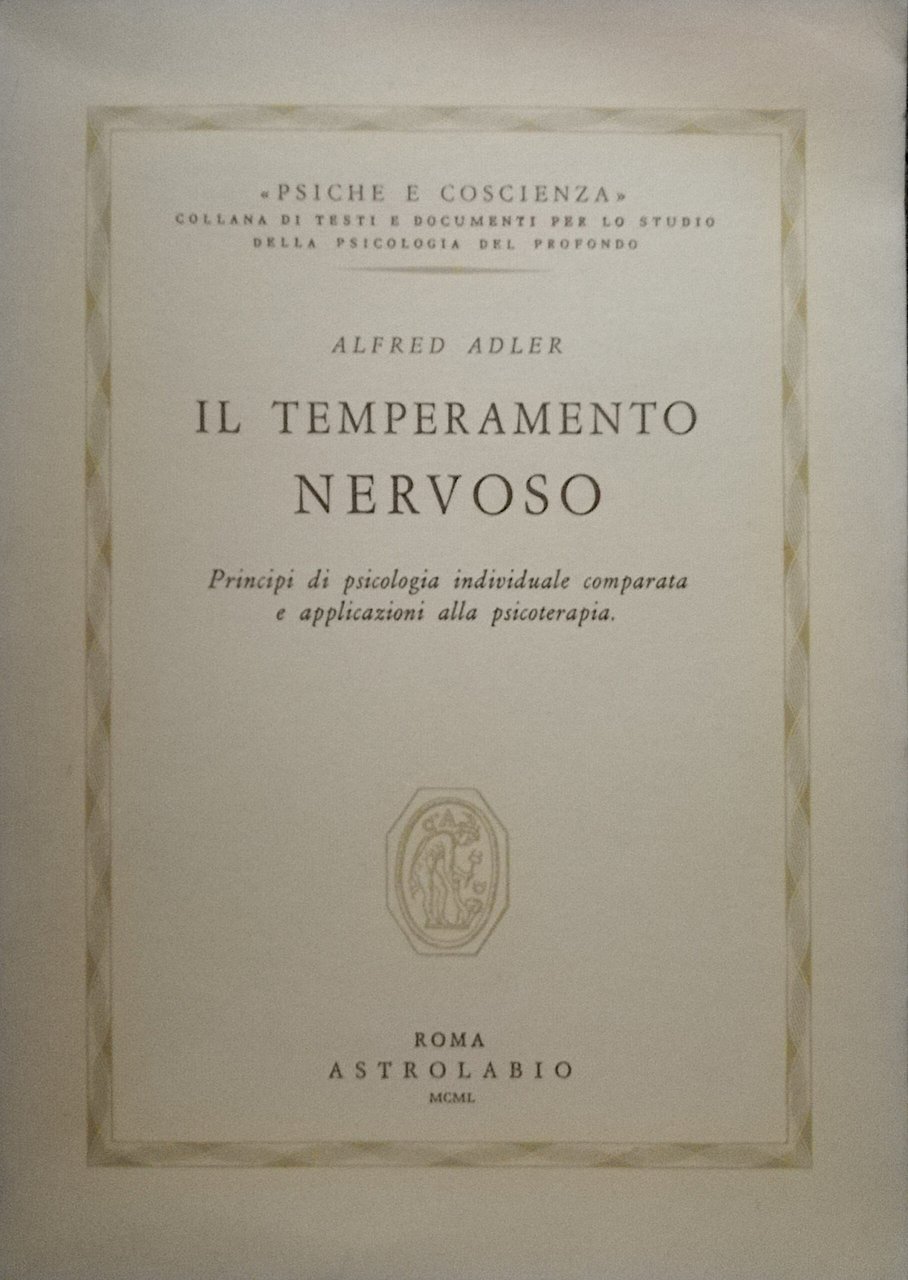 «PSICHE E COSCIENZA»
COLLANA DI TESTI E DOCUMENTI PER LO STUDIO
DELLA PSICOLOGIA DEL PROFONDO
ALFRED ADLER
IL TEMPERAMENTO
NERVOSO
Principi di psicologia individuale comparata
e applicazioni alla psicoterapia.
ROMA
ASTROLABIO
MCML